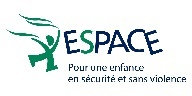 ESPACE
Pour une enfance
en sécurité et sans violence